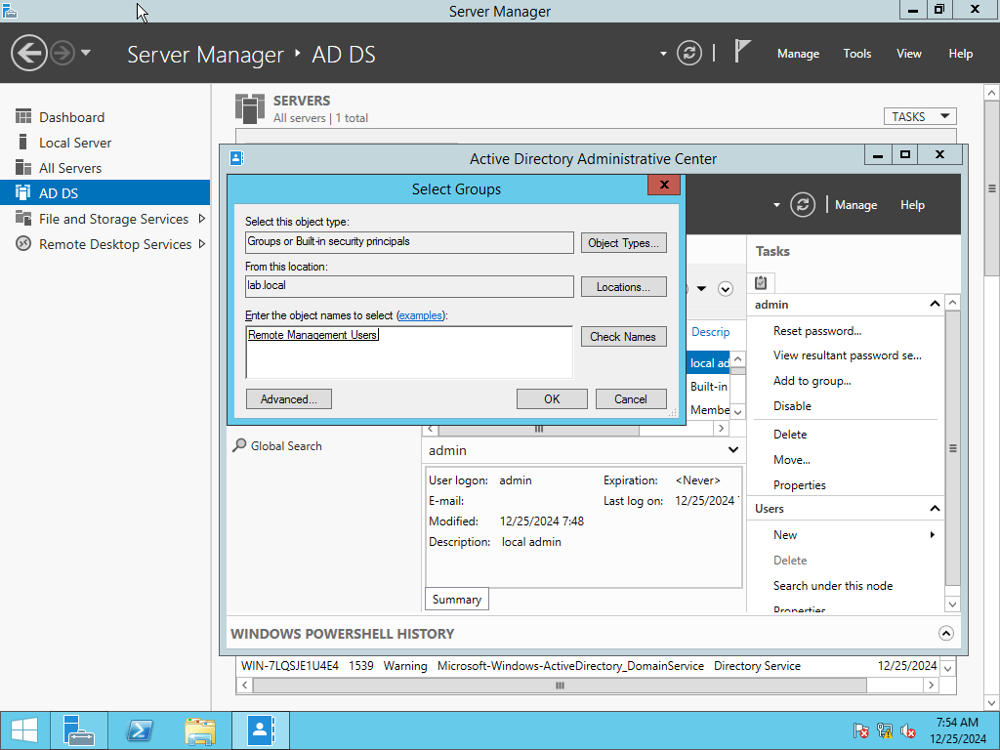 Server Manager
Server Manager ‣ AD DS
Manage
Tools
View
Help
Dashboard
Local Server
All Servers
AD DS
File and Storage Services
Remote Desktop Services
SERVERS
All servers | 1 total
TASKS
Active Directory Administrative Center
Manage
Help
Select Groups
Select this object type:
Groups or Built-in security principals
Object Types...
From this location:
lab.local
Locations...
Enter the object names to select (examples):
Remote Management Users
Check Names
Advanced...
OK
Cancel
Descrip
local ad
Built-in
Membe
Global Search
admin
User logon: admin
E-mail:
Modified: 12/25/2024 7:48
Description: local admin
Expiration: <Never>
Last log on: 12/25/2024
Summary
Tasks
admin
Reset password...
View resultant password se...
Add to group...
Disable
Delete
Move...
Properties
Users
New
Delete
Search under this node
Properties
WINDOWS POWERSHELL HISTORY
WIN-7LQSJE1U4E4 1539 Warning Microsoft-Windows-ActiveDirectory_DomainService Directory Service 12/25/2024
7:54 AM
12/25/2024